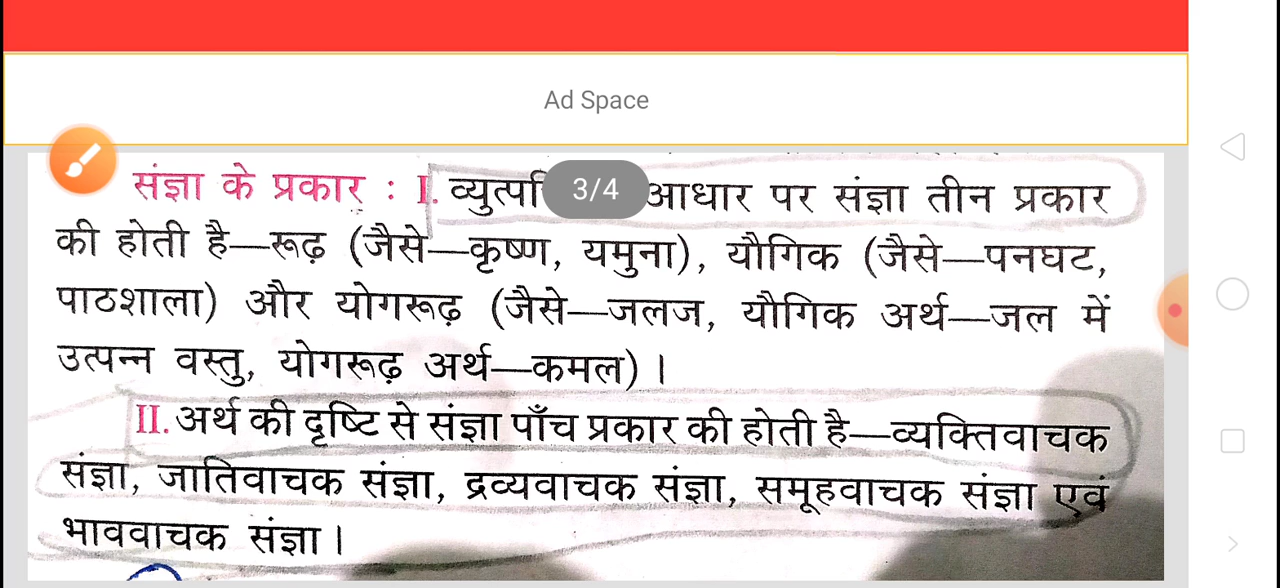 Ad Space
संज्ञा के प्रकार : I. व्युत्पत्ति आधार पर संज्ञा तीन प्रकार
3/4
की होती है—रूढ़ (जैसे—कृष्ण, यमुना), यौगिक (जैसे—पनघट,
पाठशाला) और योगरूढ़ (जैसे—जलज, यौगिक अर्थ—जल में
उत्पन्न वस्तु, योगरूढ़ अर्थ—कमल) ।
II. अर्थ की दृष्टि से संज्ञा पाँच प्रकार की होती है—व्यक्तिवाचक
संज्ञा, जातिवाचक संज्ञा, द्रव्यवाचक संज्ञा, समूहवाचक संज्ञा एवं
भाववाचक संज्ञा ।